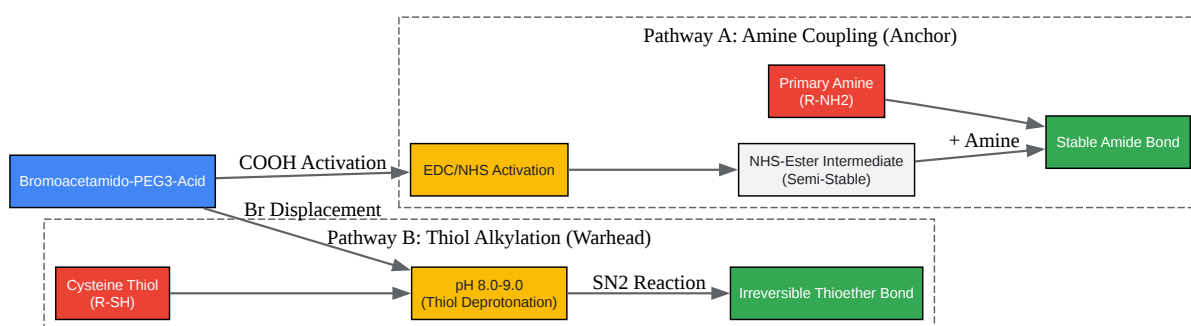 Pathway A: Amine Coupling (Anchor)
Primary Amine
(R-NH2)
+ Amine
Stable Amide Bond
COOH Activation
EDC/NHS Activation
NHS-Ester Intermediate
(Semi-Stable)
Bromoacetamido-PEG3-Acid
Br Displacement
Pathway B: Thiol Alkylation (Warhead)
Cysteine Thiol
(R-SH)
pH 8.0-9.0
(Thiol Deprotonation)
SN2 Reaction
Irreversible Thioether Bond